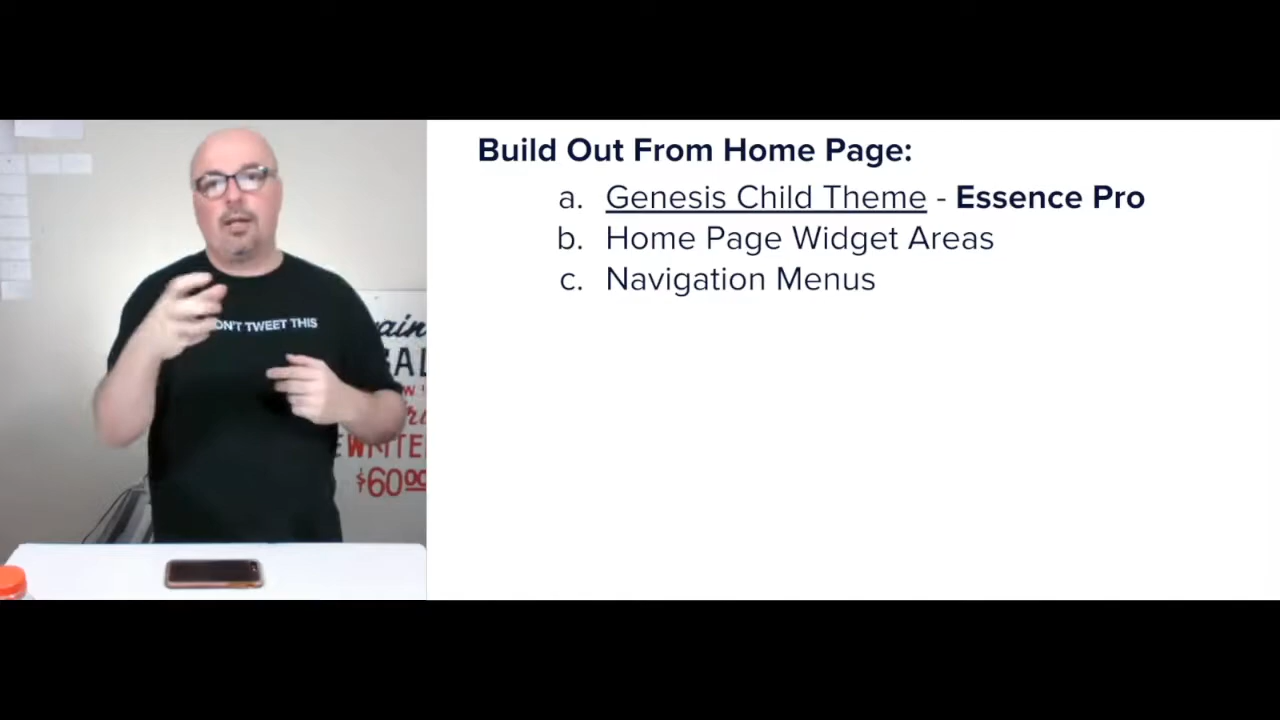 Build Out From Home Page:
a. Genesis Child Theme - Essence Pro
b. Home Page Widget Areas
c. Navigation Menus
TWEET THIS
$60.00